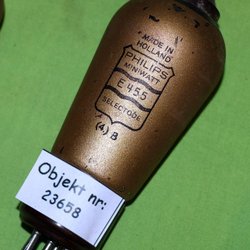 MADE IN
HOLLAND
PHILIPS
MINIWATT
E 455
SELECTODE
(4) B
Objekt nr:
23658